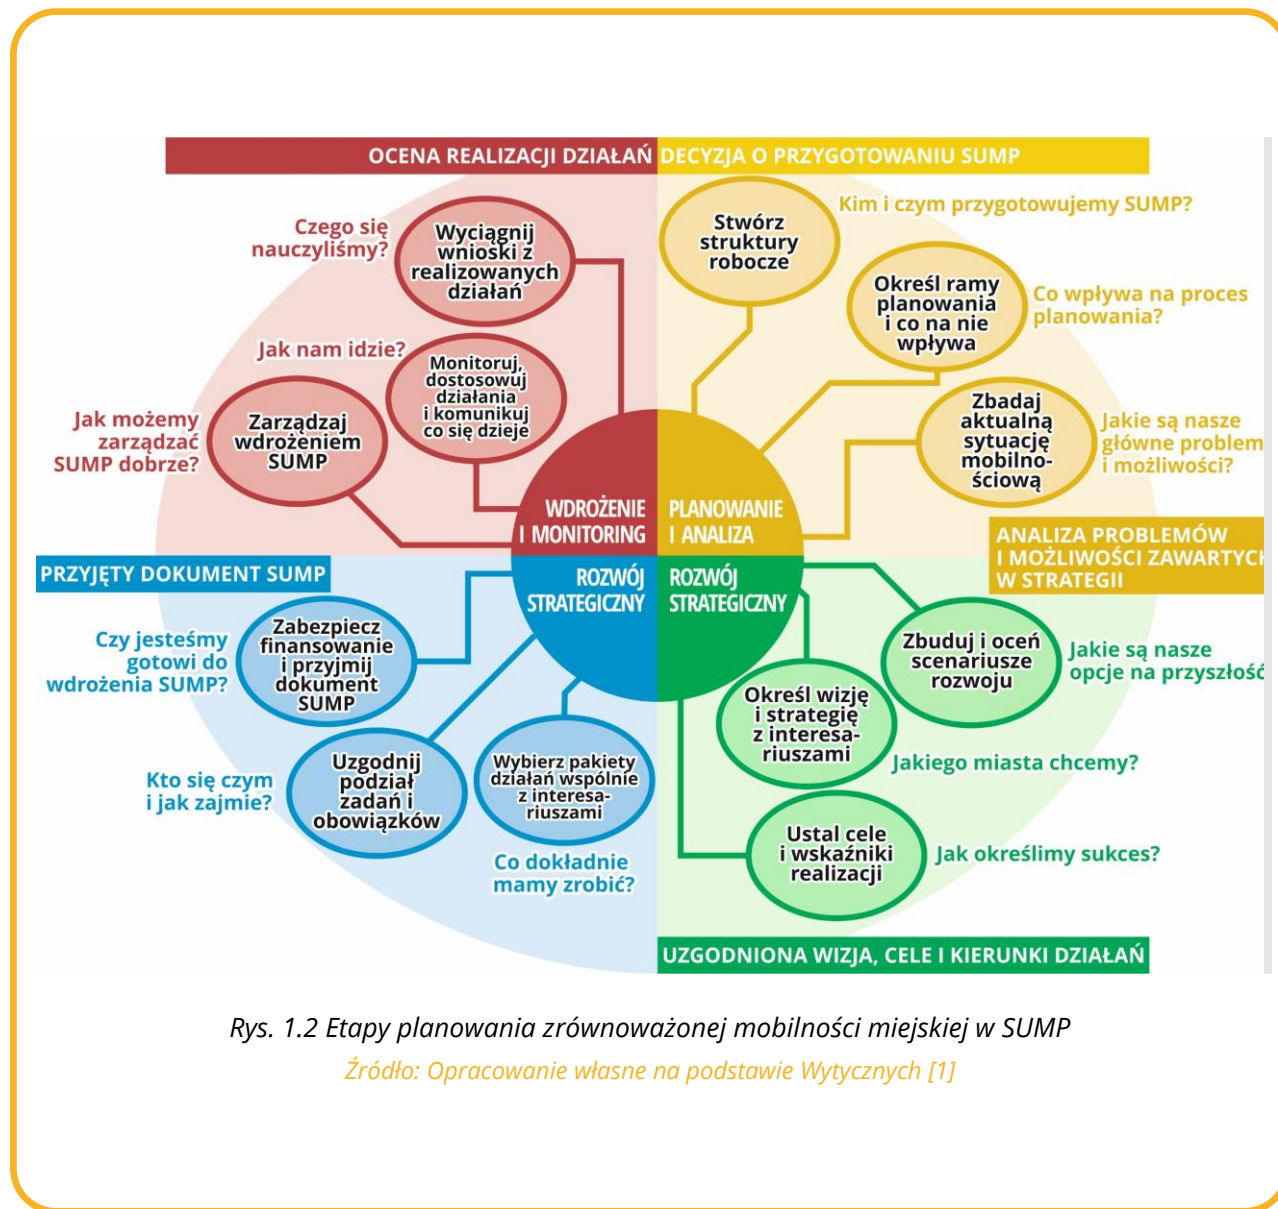 OCENA REALIZACJI DZIAŁAŃ
DECYZJA O PRZYGOTOWANIU SUMP
Stwórz
struktury
robocze
Kim i czym przygotowujemy SUMP?
Określ ramy
planowania
i co na nie
wpływa
Co wpływa na proces
planowania?
Zbadaj
aktualną
sytuację
mobilno-
ściową
Jakie są nasze
główne problem
i możliwości?
PLANOWANIE
I ANALIZA
ANALIZA PROBLEMÓW
I MOŻLIWOŚCI ZAWARTYCH
W STRATEGII
ROZWÓJ
STRATEGICZNY
Zbuduj i oceń
scenariusze
rozwoju
Jakie są nasze
opcje na przyszłość
Określ wizję
i strategię
z interesa-
riuszami
Jakiego miasta chcemy?
Ustal cele
i wskaźniki
realizacji
Jak określimy sukces?
UZGODNIONA WIZJA, CELE I KIERUNKI DZIAŁAŃ
ROZWÓJ
STRATEGICZNY
Wybierz pakiety
działań wspólnie
z interesa-
riuszami
Co dokładnie
mamy zrobić?
Uzgodnij
podział
zadań i
obowiązków
Kto się czym
i jak zajmie?
Zabezpiecz
finansowanie
i przyjmij
dokument
SUMP
Czy jesteśmy
gotowi do
wdrożenia SUMP?
PRZYJĘTY DOKUMENT SUMP
WDROŻENIE
I MONITORING
Zarządzaj
wdrożeniem
SUMP
Jak możemy
zarządzać
SUMP dobrze?
Monitoruj,
dostosowuj
działania
i komunikuj
co się dzieje
Jak nam idzie?
Wyciągnij
wnioski z
realizowanych
działań
Czego się
nauczyliśmy?
Rys. 1.2 Etapy planowania zrównoważonej mobilności miejskiej w SUMP
Źródło: Opracowanie własne na podstawie Wytycznych [1]